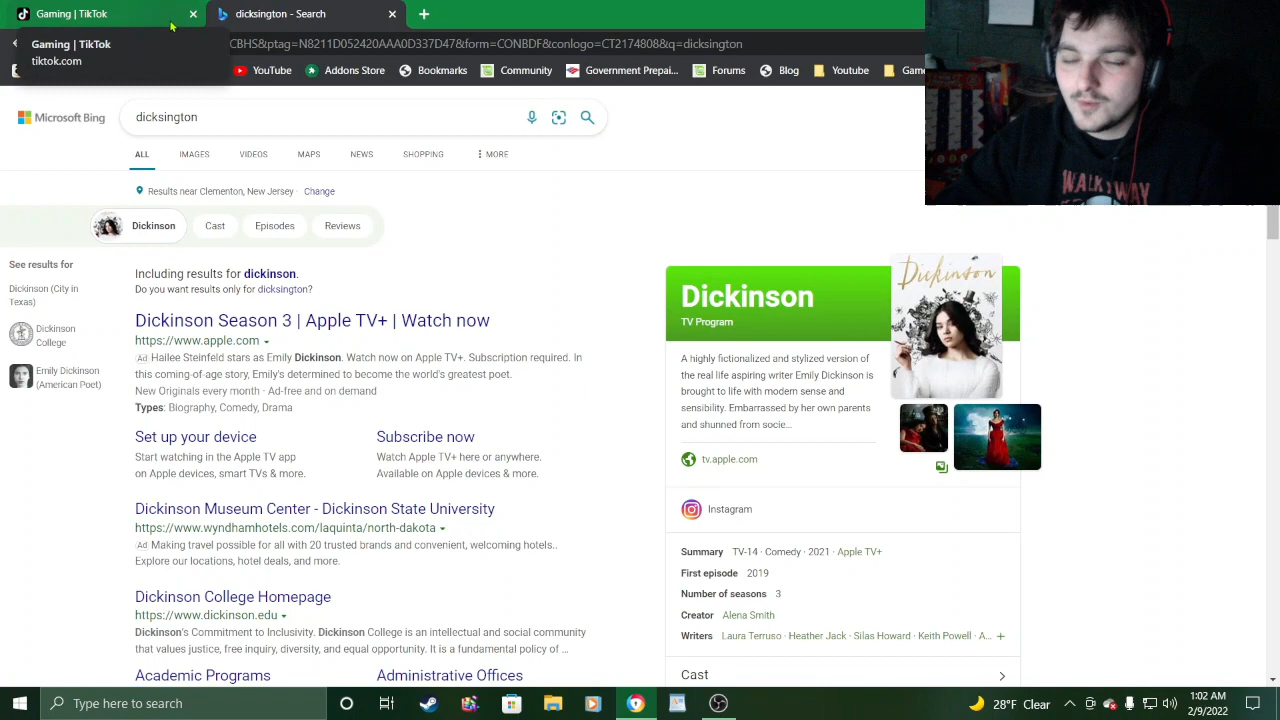 Gaming | TikTok
dickington - Search
Gaming | TikTok
tiktok.com
CBHS&ptag=N8211D052420AAA0D337D47&form=CONBDF&conlogo=CT2174808&q=dicksington
YouTube Addons Store Bookmarks Community Government Prepai... Forums Blog Youtube Game
Microsoft Bing
dicksington
ALL IMAGES VIDEOS MAPS NEWS SHOPPING MORE
Results near Clementon, New Jersey · Change
Dickinson Cast Episodes Reviews
See results for
Dickinson (City in
Texas)
Dickinson
College
Emily Dickinson
(American Poet)
Including results for dickinson.
Do you want results only for dicksington?
Dickinson Season 3 | Apple TV+ | Watch now
https://www.apple.com
Ad Hailee Steinfeld stars as Emily Dickinson. Watch now on Apple TV+. Subscription required. In
this coming-of-age story, Emily's determined to become the world's greatest poet.
New Originals every month · Ad-free and on demand
Types: Biography, Comedy, Drama
Set up your device
Start watching in the Apple TV app
on Apple devices, smart TVs & more.
Subscribe now
Watch Apple TV+ here or anywhere.
Available on Apple devices & more.
Dickinson Museum Center - Dickinson State University
https://www.wyndhamhotels.com/laquinta/north-dakota
Ad Making travel possible for all with 20 trusted brands and convenient, welcoming hotels..
Explore our locations, hotel deals, and more.
Dickinson College Homepage
https://www.dickinson.edu
Dickinson's Commitment to Inclusivity. Dickinson College is an intellectual and social community
that values justice, free inquiry, diversity, and equal opportunity. It is a fundamental policy of ...
Academic Programs
Administrative Offices
Dickinson
TV Program
Dickinson
A highly fictionalized and stylized version of
the real life aspiring writer Emily Dickinson is
brought to life with modern sense and
sensibility. Embarrassed by her own parents
and shunned from socie...
tv.apple.com
Instagram
Summary TV-14 · Comedy · 2021 · Apple TV+
First episode 2019
Number of seasons 3
Creator Alena Smith
Writers Laura Terruso · Heather Jack · Silas Howard · Keith Powell · A... +
Cast
Type here to search
28°F Clear
1:02 AM
2/9/2022